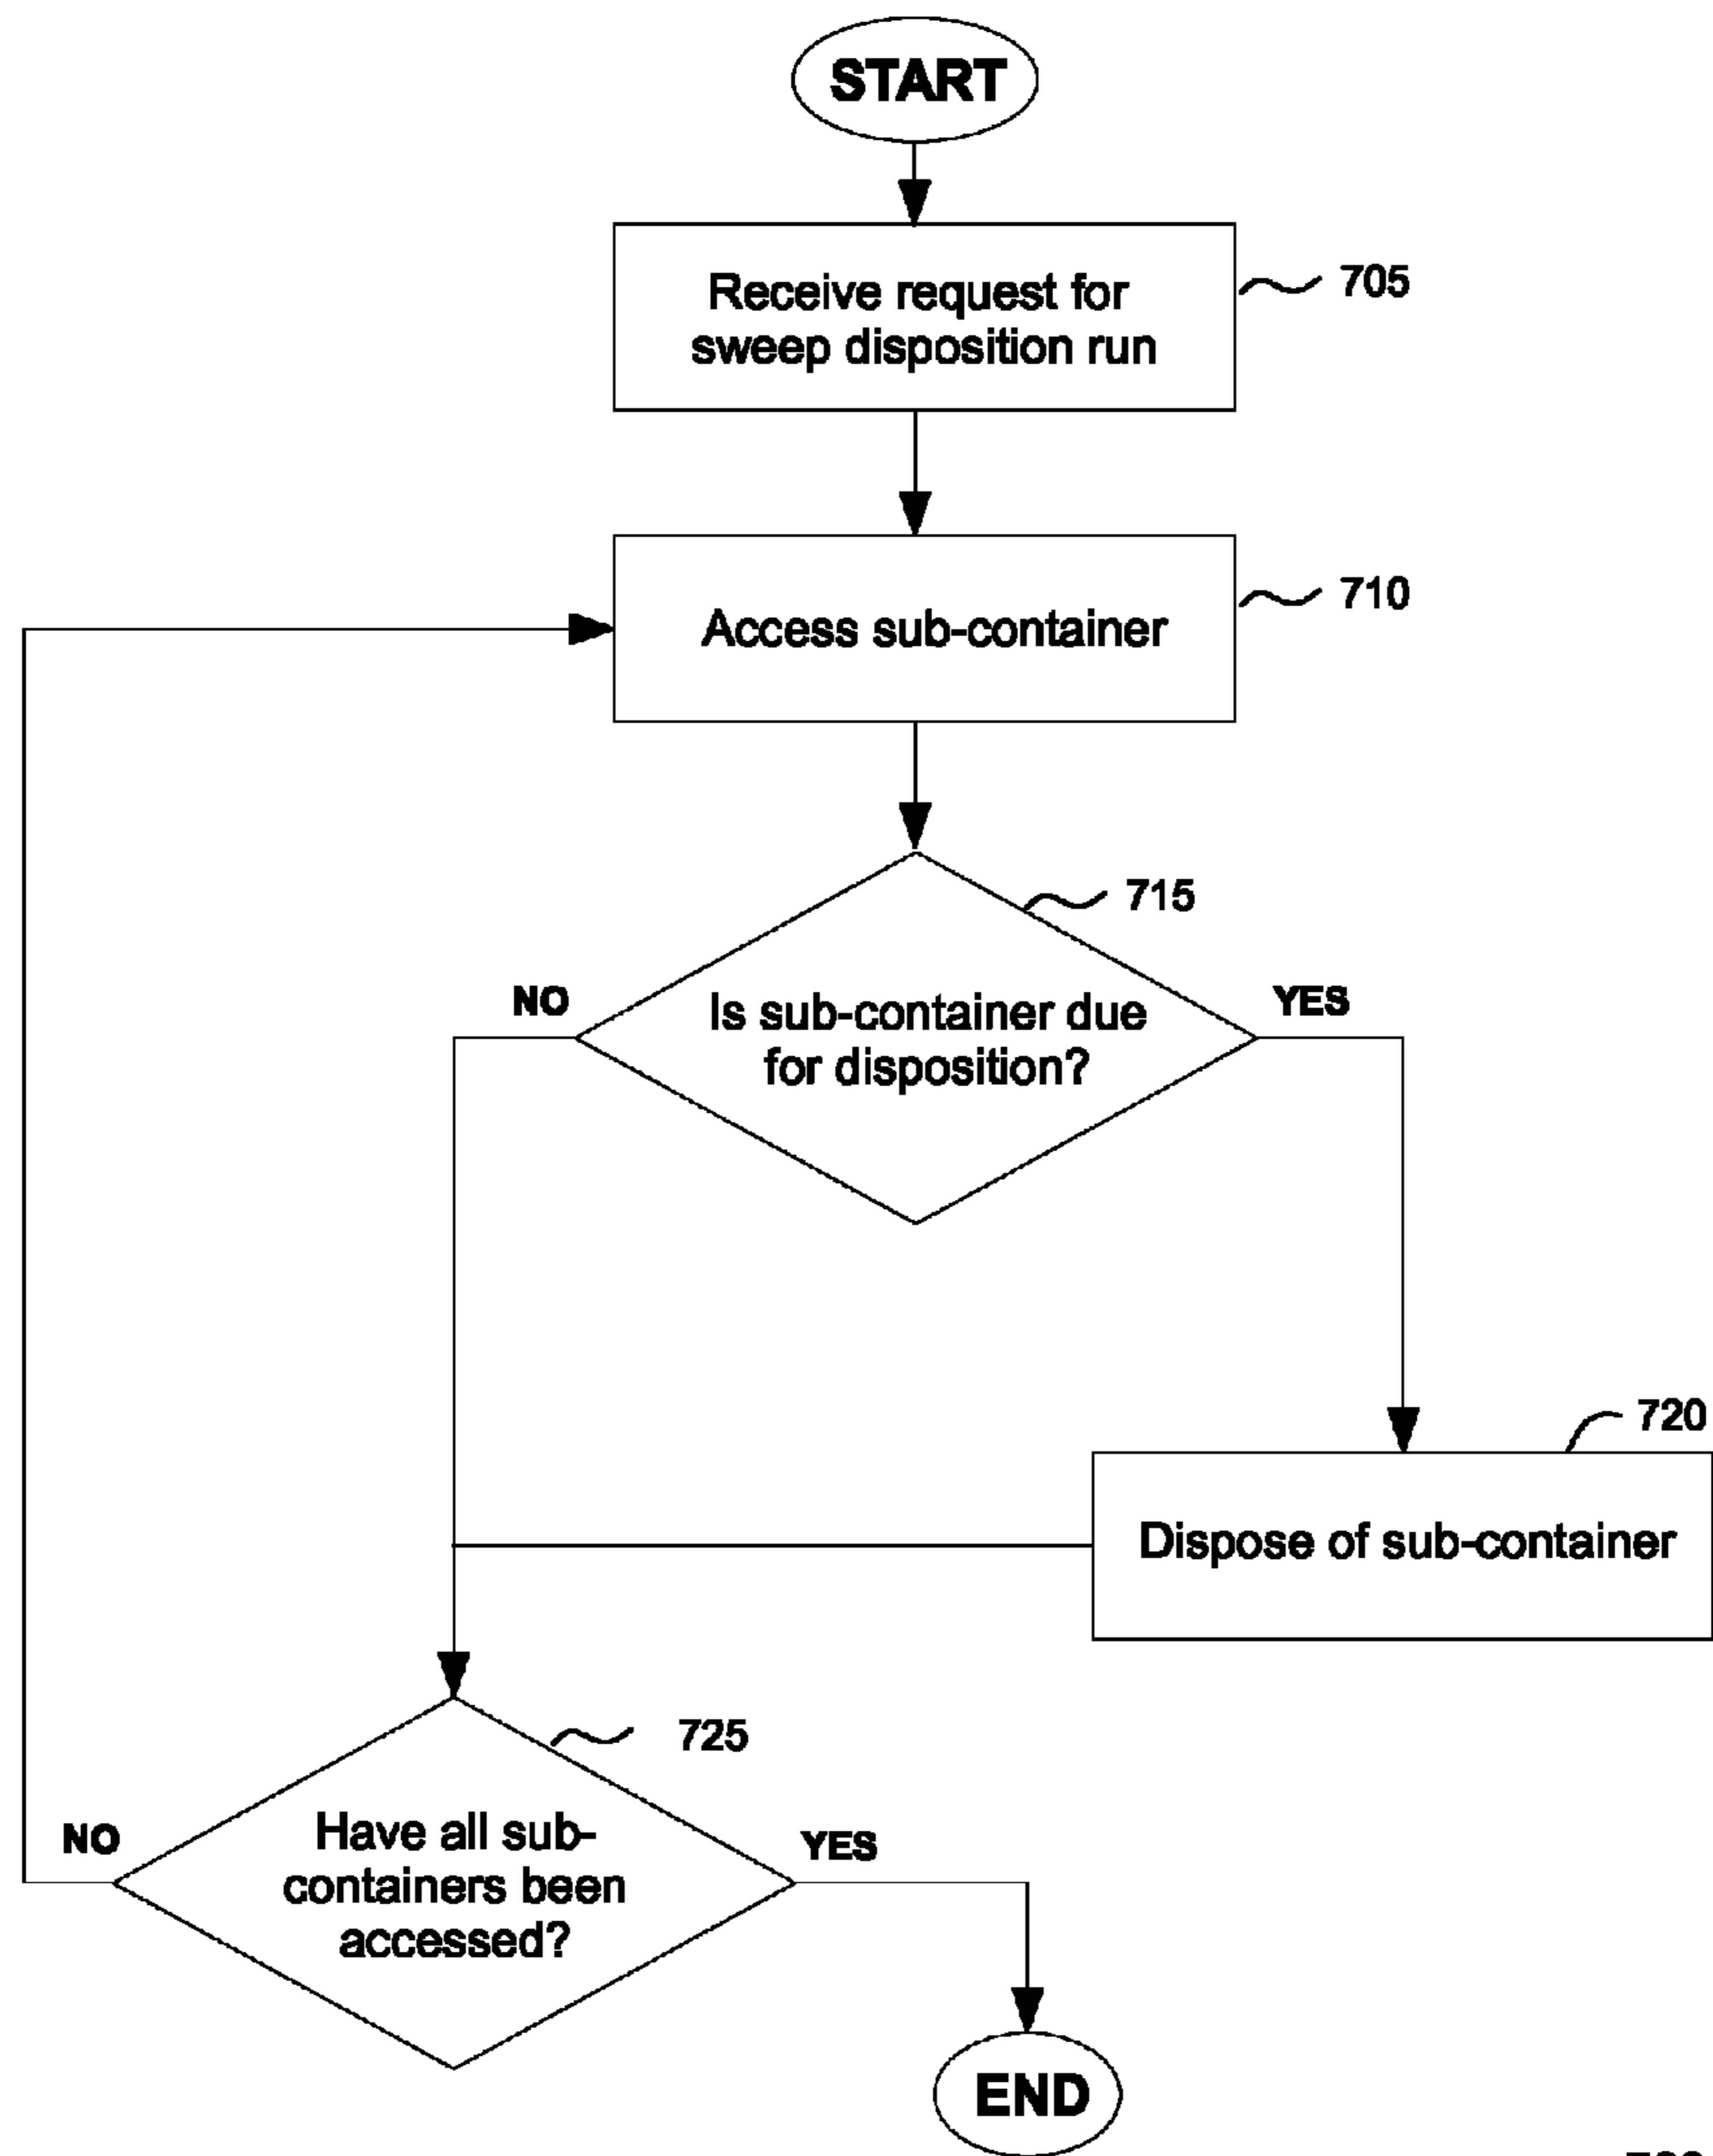 START
Receive request for
sweep disposition run
705
Access sub-container
710
715
NO
Is sub-container due
for disposition?
YES
720
Dispose of sub-container
725
NO
Have all sub-
containers been
accessed?
YES
END